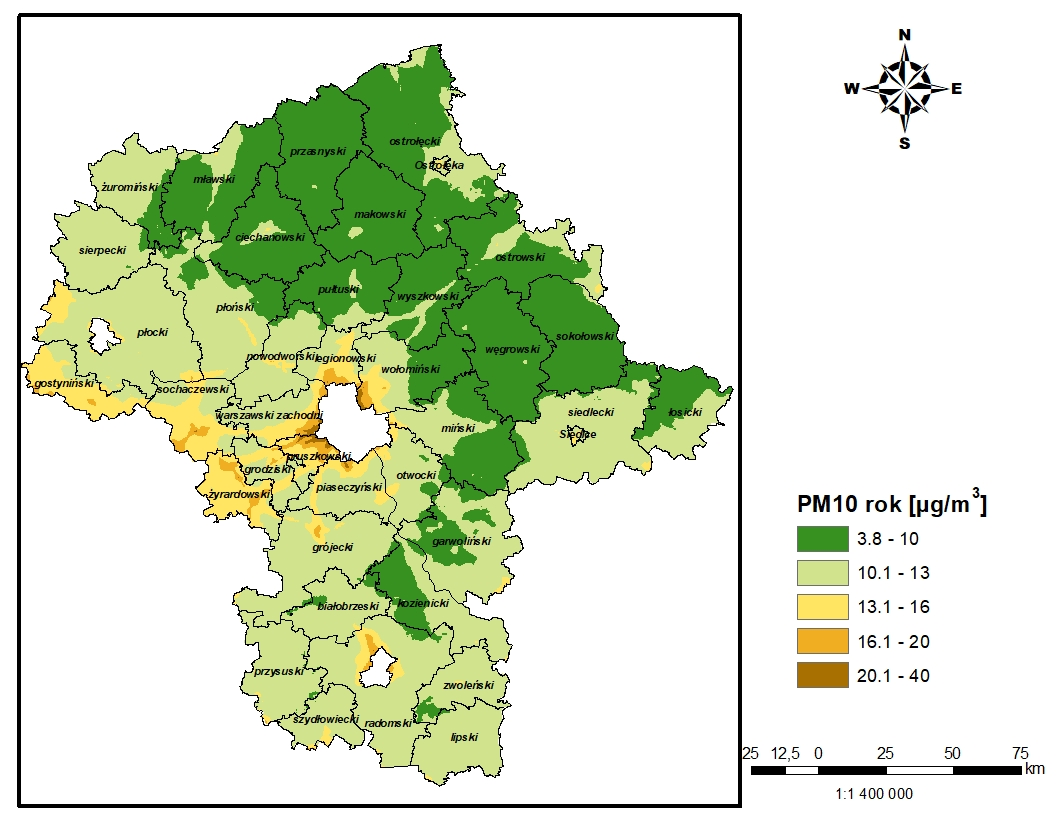 N
W E
S
ostrołęcki
przasnyski
Ostrołęka
mławski
żuromiński
makowski
ciechanowski
sierpecki
ostrowski
pułtuski
wyszkowski
płoński
płocki
sokołowski
węgrowski
nowodworski
legionowski
wołomiński
gostyniński
sochaczewski
warszawski zachodni
siedlecki
łosicki
miński
Siedlce
pruszkowski
grodziski
otwocki
piaseczyński
żyrardowski
garwoliński
grójecki
białobrzeski
kozienicki
przysuski
zwoleński
szydłowiecki
radomski
lipski
PM10 rok [µg/m³]
3.8 - 10
10.1 - 13
13.1 - 16
16.1 - 20
20.1 - 40
25 12,5 0 25 50 75
km
1:1 400 000